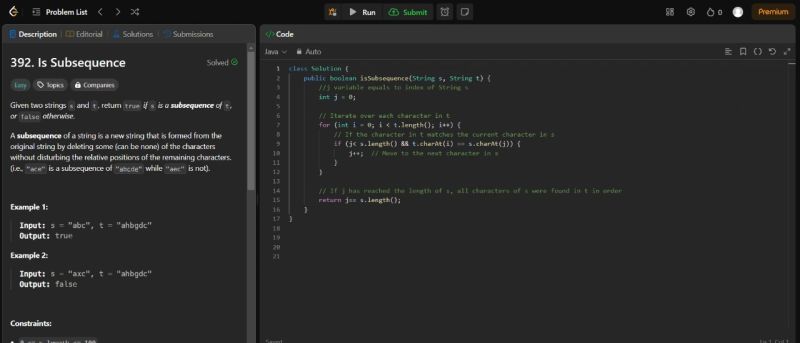 Problem List
Run
Submit
0
Premium
Description
Editorial
Solutions
Submissions
392. Is Subsequence
Solved
Easy
Topics
Companies
Given two strings s and t, return true if s is a subsequence of t,
or false otherwise.
A subsequence of a string is a new string that is formed from the
original string by deleting some (can be none) of the characters
without disturbing the relative positions of the remaining characters.
(i.e., "ace" is a subsequence of "abcde" while "aec" is not).
Example 1:
Input: s = "abc", t = "ahbgdc"
Output: true
Example 2:
Input: s = "axc", t = "ahbgdc"
Output: false
Constraints:
</> Code
Java
Auto
1 class Solution {
2 public boolean isSubsequence(String s, String t) {
3 //j variable equals to index of String s
4 int j = 0;
5
6 // Iterate over each character in t
7 for (int i = 0; i < t.length(); i++) {
8 // If the character in t matches the current character in s
9 if (j< s.length() && t.charAt(i) == s.charAt(j)) {
10 j++; // Move to the next character in s
11 }
12 }
13
14 // If j has reached the length of s, all characters of s were found in t in order
15 return j== s.length();
16 }
17 }
18
19
20
21